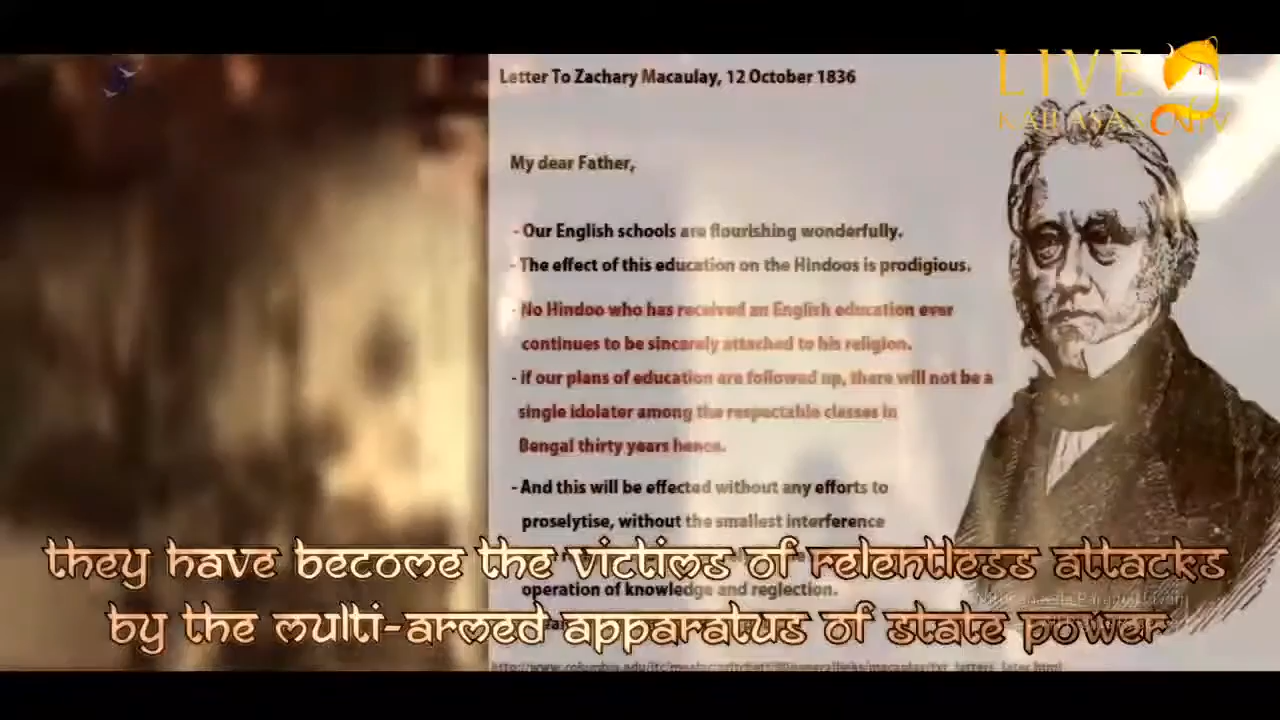 LIVE
KAILASA'S
TV
Letter To Zachary Macaulay, 12 October 1836
My dear Father,
- Our English schools are flourishing wonderfully.
- The effect of this education on the Hindoos is prodigious.
- No Hindoo who has received an English education ever
continues to be sincerely attached to his religion.
- if our plans of education are followed up, there will not be a
single idolater among the respectable classes in
Bengal thirty years hence.
- And this will be effected without any efforts to
proselytise, without the smallest interference
they have become the victims of relentless attacks
operation of knowledge and reglection.
by the multi-armed apparatus of state power